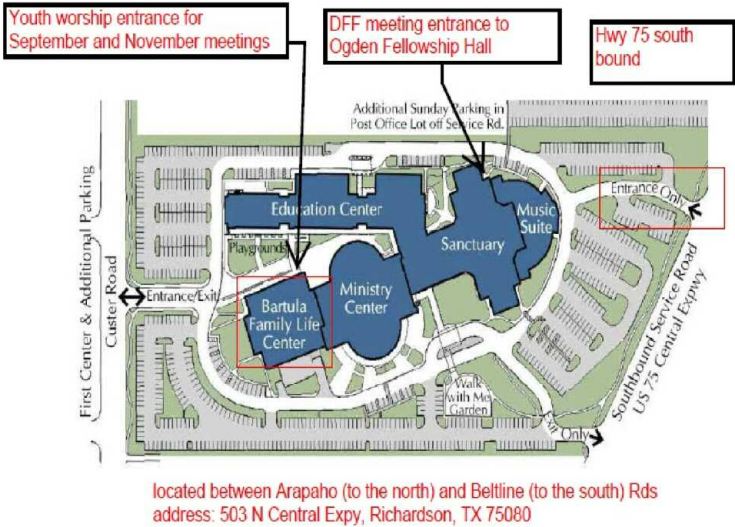 Youth worship entrance for
September and November meetings
DFF meeting entrance to
Ogden Fellowship Hall
Hwy 75 south
bound
Additional Sunday Parking in
Post Office Lot off Service Rd.
Entrance Only
Education Center
Music
Suite
Sanctuary
Playgrounds
Ministry
Center
Entrance/Exit
Bartula
Family Life
Center
First Center & Additional Parking
Custer Road
Southbound Service Road
US 75 Central Expwy
Walk
with Me
Garden
Exit Only
located between Arapaho (to the north) and Beltline (to the south) Rds
address: 503 N Central Expy, Richardson, TX 75080